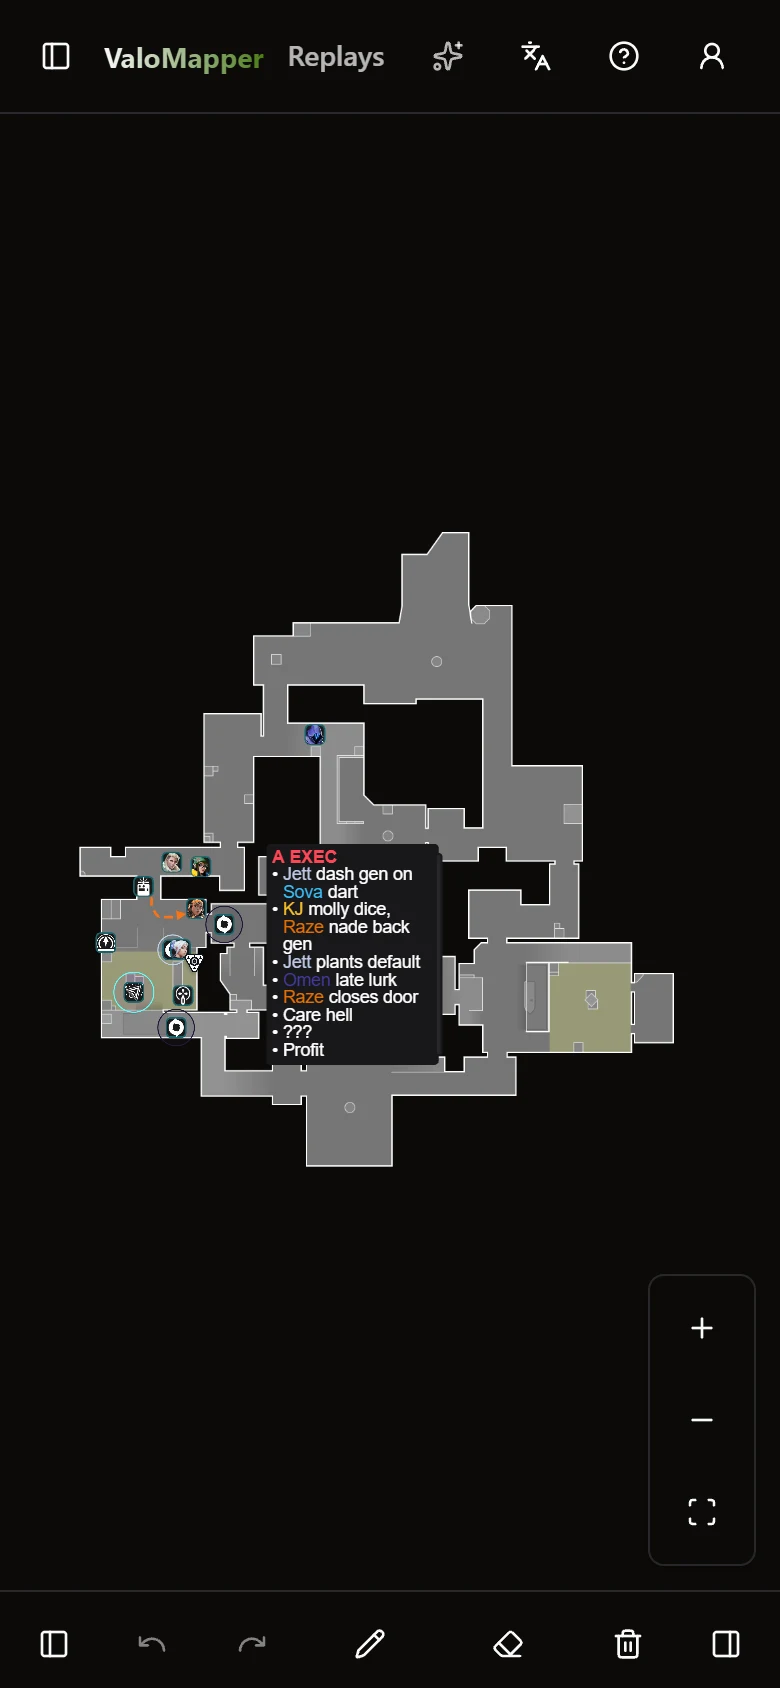 ValoMapper Replays
A EXEC
• Jett dash gen on
Sova dart
• KJ molly dice,
Raze nade back
gen
• Jett plants default
• Omen late lurk
• Raze closes door
• Care hell
• ???
• Profit